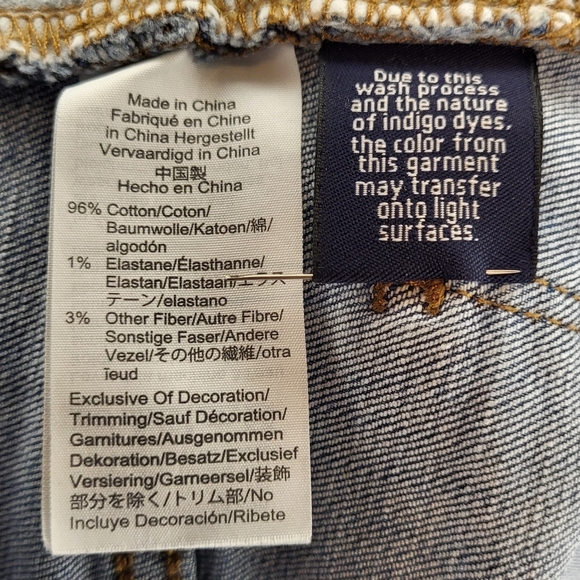 Made in China
Fabriqué en Chine
in China Hergestellt
Vervaardigd in China
中国製
Hecho en China
96% Cotton/Coton/
Baumwolle/Katoen/綿/
algodón
1% Elastane/Élasthanne/
Elastan/Elastaan/エラス
テーン/elastano
3% Other Fiber/Autre Fibre/
Sonstige Faser/Andere
Vezel/その他の繊維/otra
īeud
Exclusive Of Decoration/
Trimming/Sauf Décoration/
Garnitures/Ausgenommen
Dekoration/Besatz/Exclusief
Versiering/Garneersel/装飾
部分を除く/トリム部/No
Incluye Decoración/Ribete
Due to this
wash process
and the nature
of indigo dyes,
the color from
this garment
may transfer
onto light
surfaces.